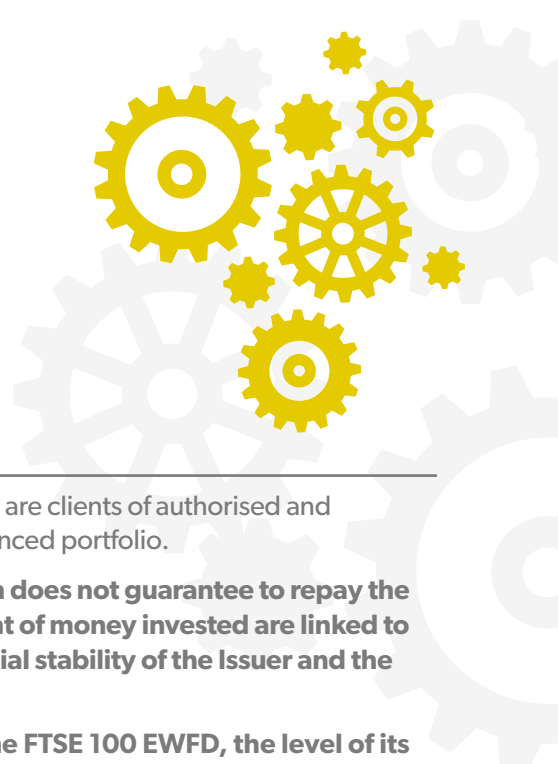 are clients of authorised and
nced portfolio.
does not guarantee to repay the
t of money invested are linked to
ial stability of the Issuer and the
e FTSE 100 EWFD, the level of its